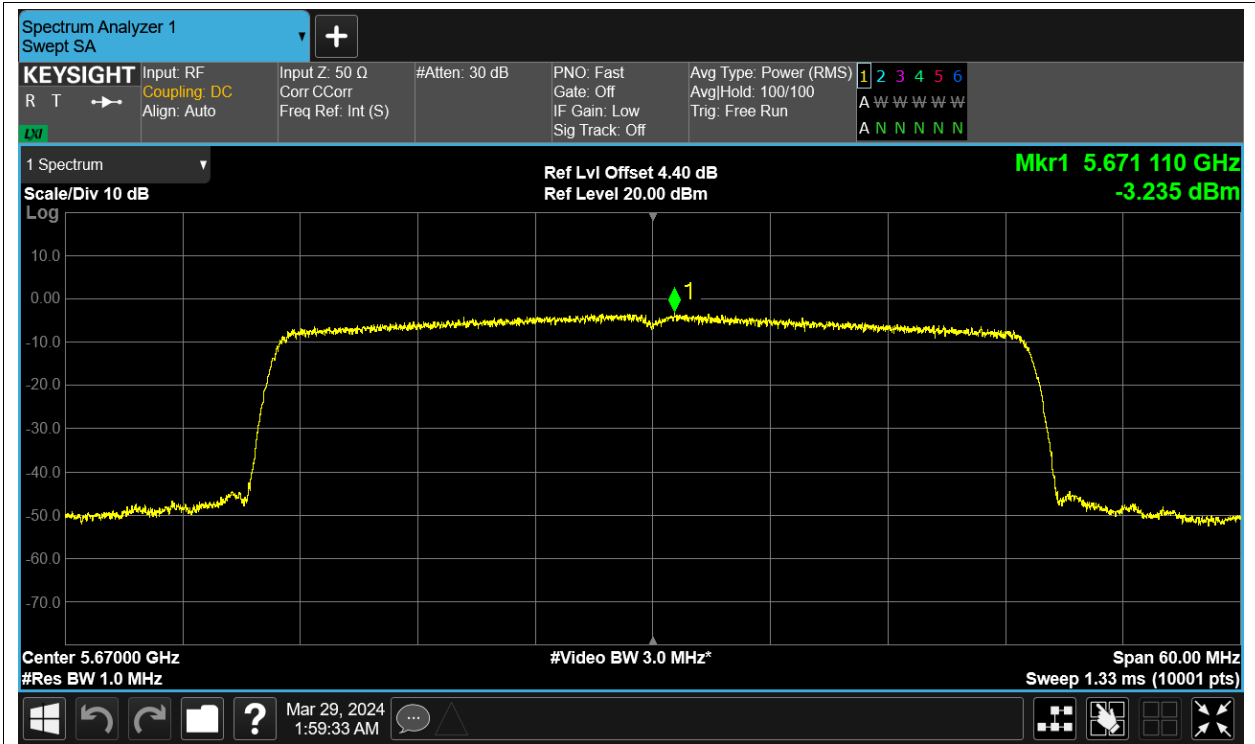 Spectrum Analyzer 1
Swept SA
KEYSIGHT
R T
LXI
Input: RF
Coupling: DC
Align: Auto
Input Z: 50 Ω
Corr CCorr
Freq Ref: Int (S)
#Atten: 30 dB
PNO: Fast
Gate: Off
IF Gain: Low
Sig Track: Off
Avg Type: Power (RMS)
Avg|Hold: 100/100
Trig: Free Run
1 2 3 4 5 6
A W W W W W
A N N N N N
1 Spectrum
Scale/Div 10 dB
Ref Lvl Offset 4.40 dB
Ref Level 20.00 dBm
Mkr1 5.671 110 GHz
-3.235 dBm
Log
10.0
0.00
-10.0
-20.0
-30.0
-40.0
-50.0
-60.0
-70.0
1
Center 5.67000 GHz
#Res BW 1.0 MHz
#Video BW 3.0 MHz*
Span 60.00 MHz
Sweep 1.33 ms (10001 pts)
?
Mar 29, 2024
1:59:33 AM